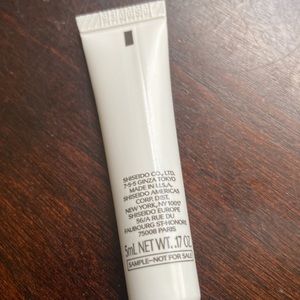 SHISEIDO CO., LTD.
7-5-5 GINZA TOKYO
MADE IN U.S.A.
SHISEIDO AMERICAS
CORP. DIST.
NEW YORK, NY 10017
SHISEIDO EUROPE
56/A RUE DU
FAUBOURG ST-HONORE
75008 PARIS
5mL NET WT. .17 OZ.
SAMPLE-NOT FOR SALE